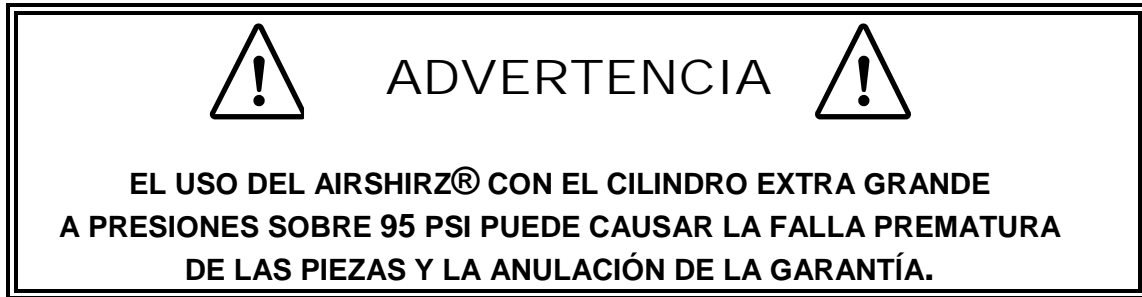 ADVERTENCIA
EL USO DEL AIRSHIRZ® CON EL CILINDRO EXTRA GRANDE
A PRESIONES SOBRE 95 PSI PUEDE CAUSAR LA FALLA PREMATURA
DE LAS PIEZAS Y LA ANULACIÓN DE LA GARANTÍA.